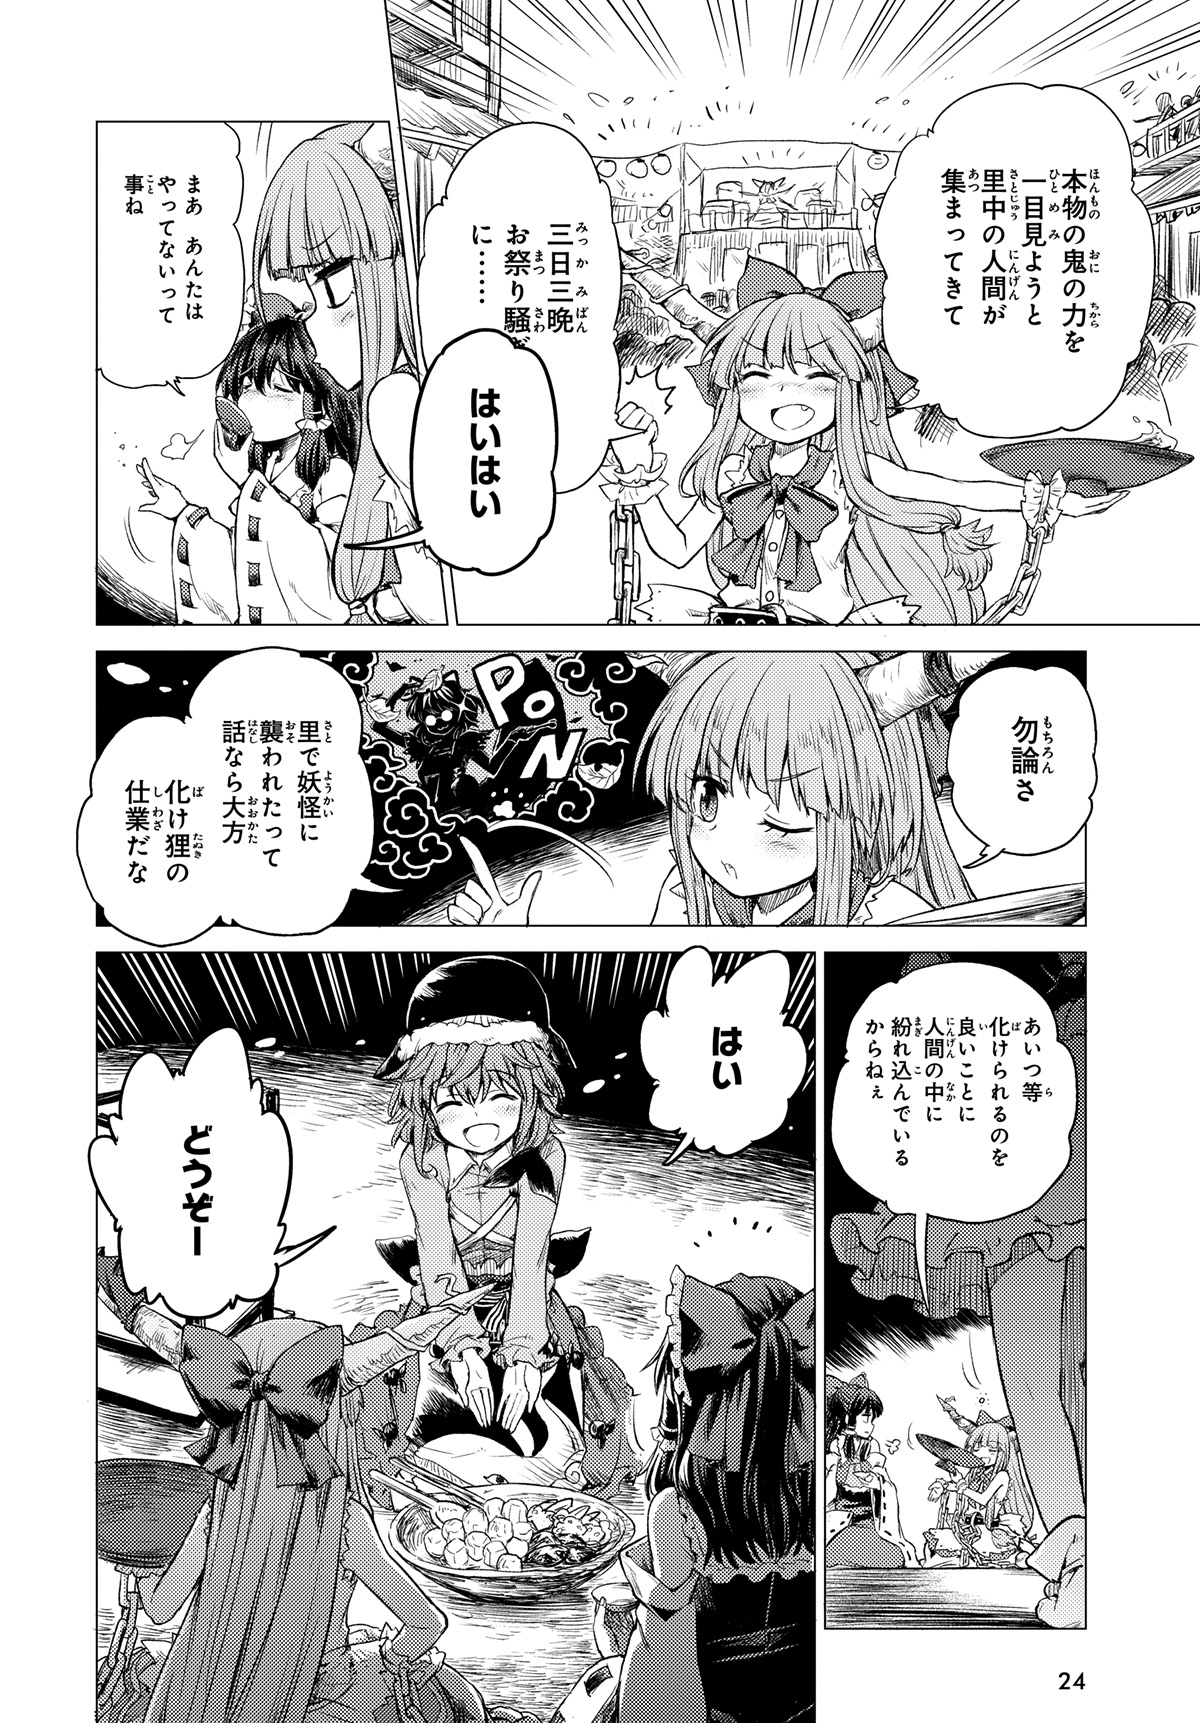 本物の鬼の力を
一目見ようと
里中の人間が
集まってきて
三日三晩
お祭り騒ぎ
に……
はいはい
まあ あんたは
やってないって
事ね
勿論さ
PON
里で妖怪に
襲われたって
話なら大方
化け狸の
仕業だな
あいつ等
化けられるのを
良いことに
人間の中に
紛れ込んでいる
からねぇ
はい
どうぞー
24